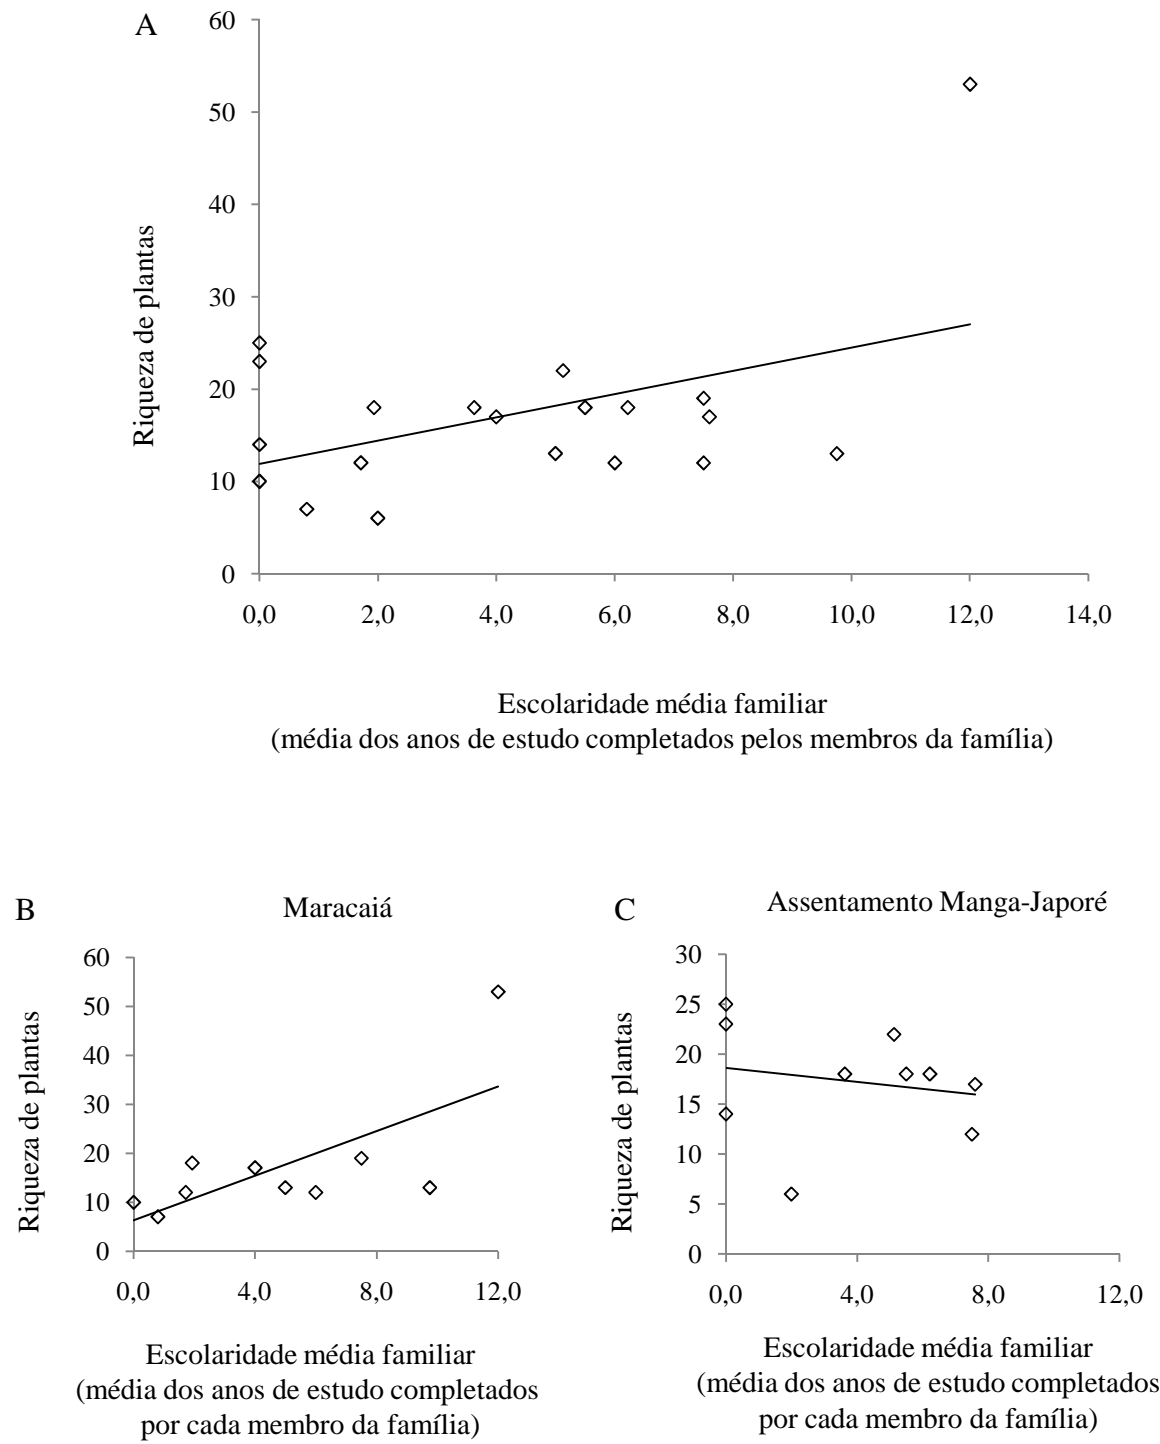 A
60
50
40
30
20
10
0
Riqueza de plantas
0,0 2,0 4,0 6,0 8,0 10,0 12,0 14,0
Escolaridade média familiar
(média dos anos de estudo completados pelos membros da família)
B
Maracaiá
60
50
40
30
20
10
0
Riqueza de plantas
0,0 4,0 8,0 12,0
Escolaridade média familiar
(média dos anos de estudo completados
por cada membro da família)
C
Assentamento Manga-Japoré
30
25
20
15
10
5
0
Riqueza de plantas
0,0 4,0 8,0 12,0
Escolaridade média familiar
(média dos anos de estudo completados
por cada membro da família)